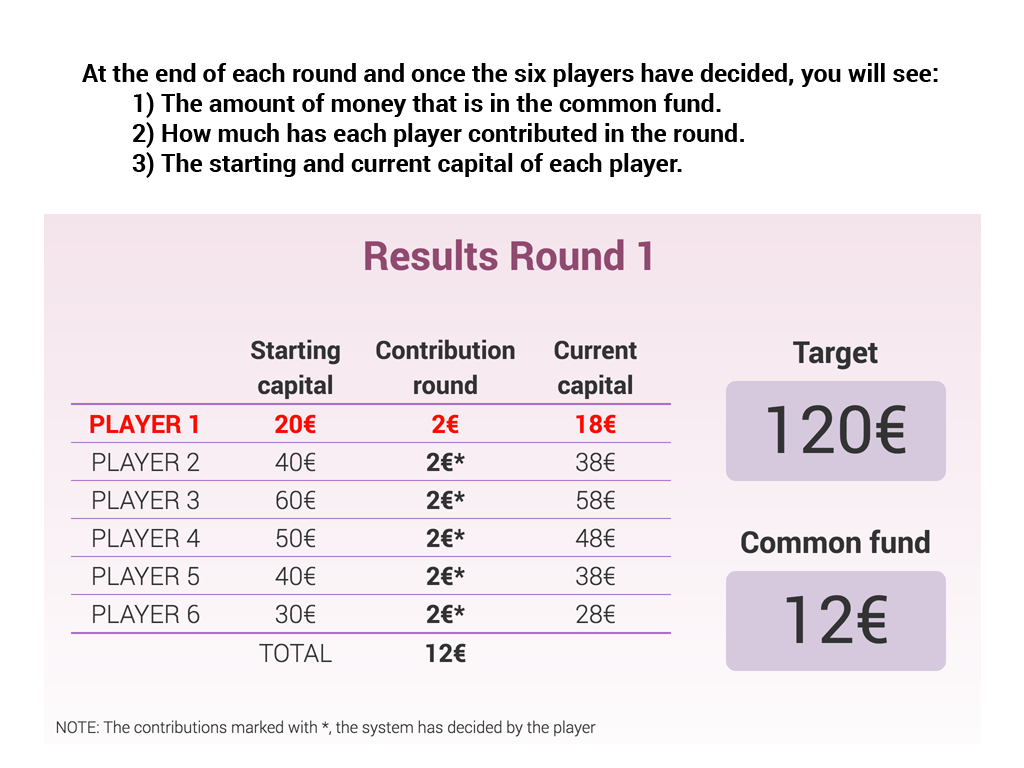 At the end of each round and once the six players have decided, you will see:
1) The amount of money that is in the common fund.
2) How much has each player contributed in the round.
3) The starting and current capital of each player.
Results Round 1
Starting capital Contribution round Current capital
PLAYER 1 20€ 2€ 18€
PLAYER 2 40€ 2€* 38€
PLAYER 3 60€ 2€* 58€
PLAYER 4 50€ 2€* 48€
PLAYER 5 40€ 2€* 38€
PLAYER 6 30€ 2€* 28€
TOTAL 12€
Target
120€
Common fund
12€
NOTE: The contributions marked with *, the system has decided by the player